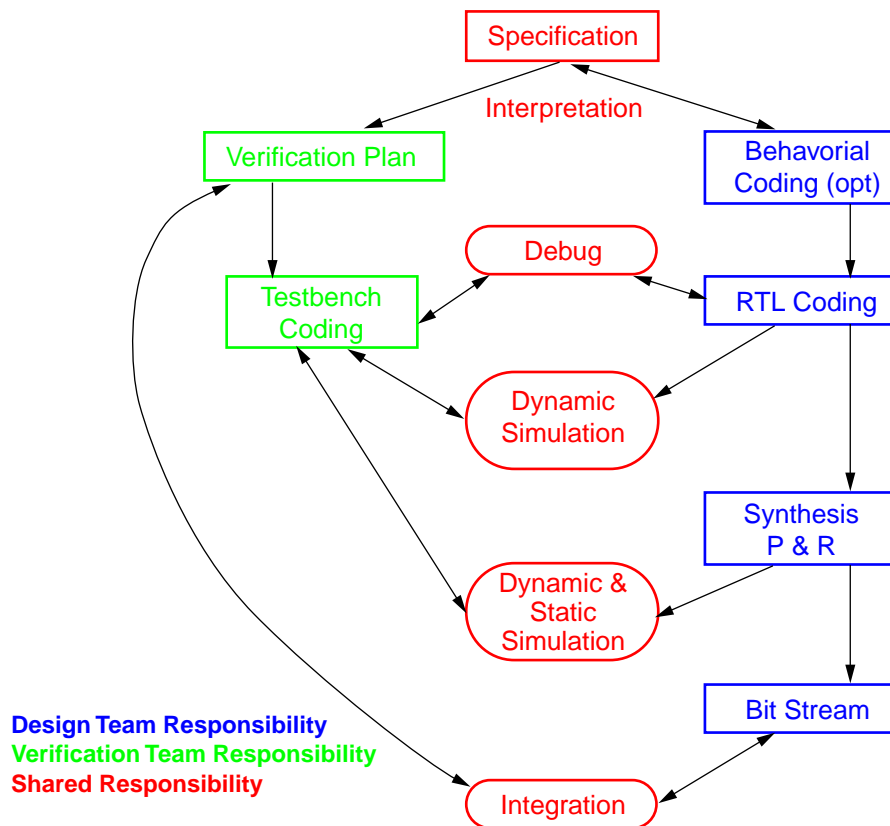 Specification
Interpretation
Verification Plan
Behavorial
Coding (opt)
Debug
Testbench
Coding
RTL Coding
Dynamic
Simulation
Synthesis
P & R
Dynamic &
Static
Simulation
Bit Stream
Design Team Responsibility
Verification Team Responsibility
Shared Responsibility
Integration